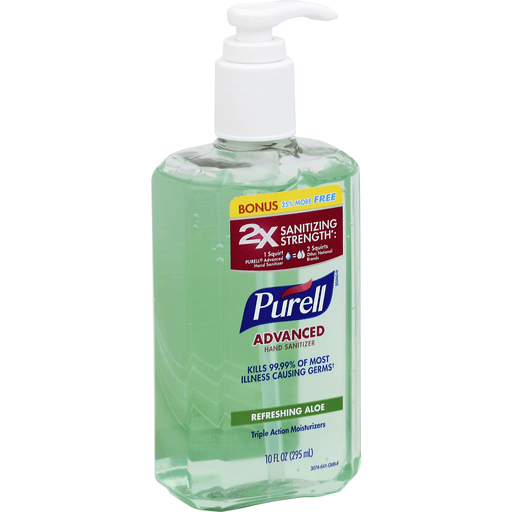 BONUS 25% MORE FREE
2X SANITIZING
STRENGTH*:
1 Squirt
PURELL® Advanced
Hand Sanitizer
=
2 Squirts
Other National
Brands
Purell
ADVANCED
HAND SANITIZER
KILLS 99.99% OF MOST
ILLNESS CAUSING GERMS†
REFRESHING ALOE
Triple Action Moisturizers
10 FL OZ (295 mL)